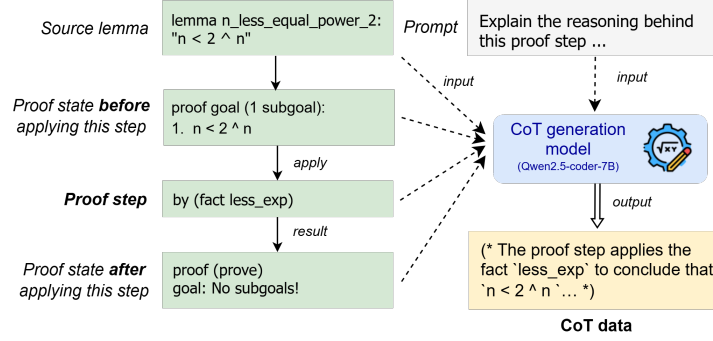 Source lemma
lemma n_less_equal_power_2:
"n < 2 ^ n"
Prompt
Explain the reasoning behind
this proof step ...
input
input
Proof state before
applying this step
proof goal (1 subgoal):
1. n < 2 ^ n
CoT generation
model
(Qwen2.5-coder-7B)
√XY
apply
Proof step
by (fact less_exp)
output
result
Proof state after
applying this step
proof (prove)
goal: No subgoals!
(* The proof step applies the
fact `less_exp` to conclude that
`n < 2 ^ n `... *)
CoT data